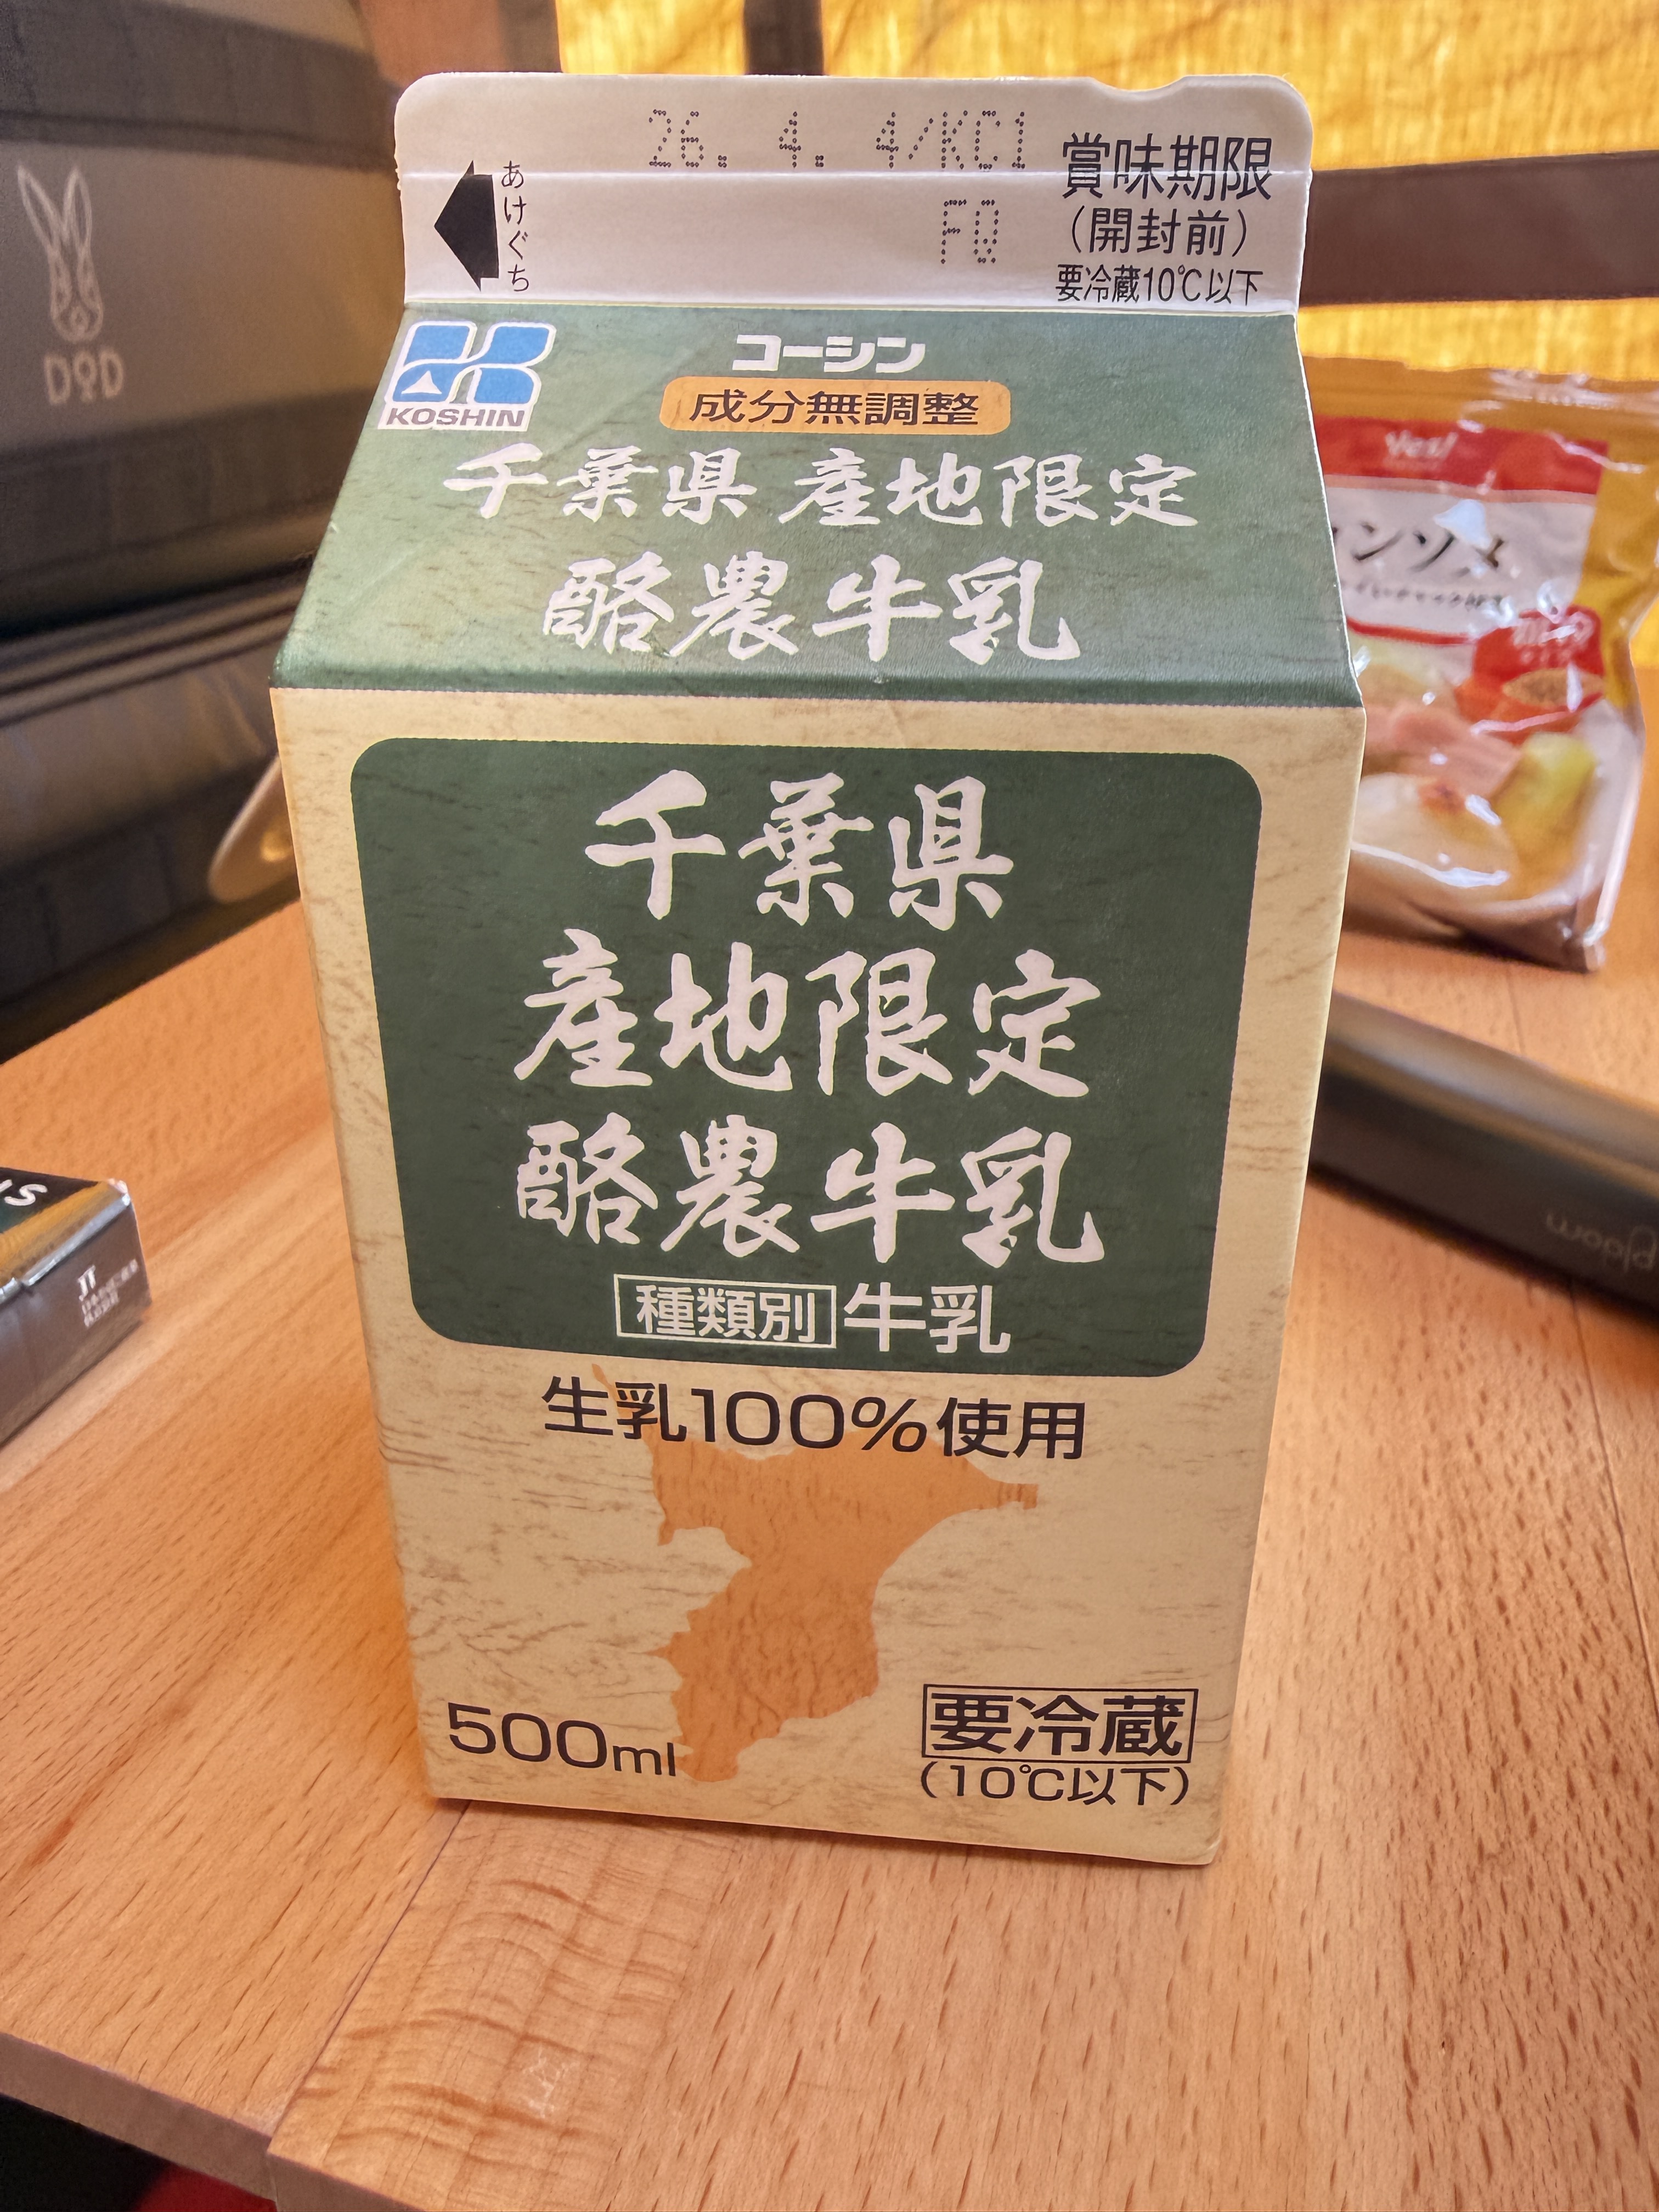 26. 4. 4/KC1
FQ
賞味期限
(開封前)
要冷蔵10℃以下
あけぐち
KOSHIN
コーシン
成分無調整
千葉県 産地限定
酪農牛乳
千葉県
産地限定
酪農牛乳
種類別 牛乳
生乳100%使用
500ml
要冷蔵
(10℃以下)
DOD
Yes!
JT
ploom